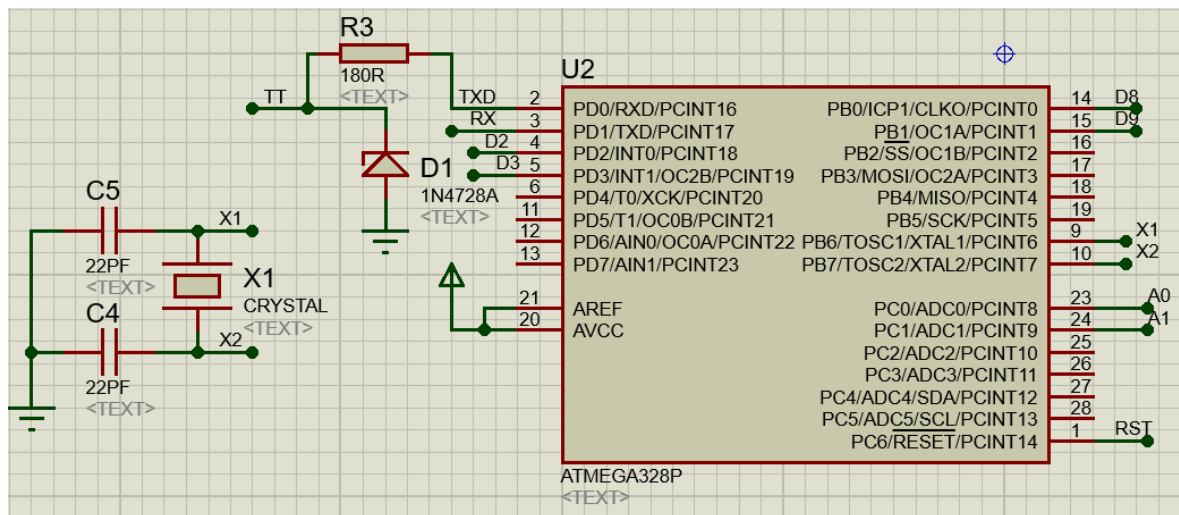 R3
180R
<TEXT>
TT
TXD
RX
D2
D3
D1
1N4728A
<TEXT>
C5
22PF
<TEXT>
X1
X1
CRYSTAL
<TEXT>
C4
22PF
<TEXT>
X2
U2
2 PD0/RXD/PCINT16
3 PD1/TXD/PCINT17
4 PD2/INT0/PCINT18
5 PD3/INT1/OC2B/PCINT19
6 PD4/T0/XCK/PCINT20
11 PD5/T1/OC0B/PCINT21
12 PD6/AIN0/OC0A/PCINT22
13 PD7/AIN1/PCINT23
21 AREF
20 AVCC
PB0/ICP1/CLKO/PCINT0 14 D8
PB1/OC1A/PCINT1 15 D9
PB2/SS/OC1B/PCINT2 16
PB3/MOSI/OC2A/PCINT3 17
PB4/MISO/PCINT4 18
PB5/SCK/PCINT5 19
PB6/TOSC1/XTAL1/PCINT6 9 X1
PB7/TOSC2/XTAL2/PCINT7 10 X2
PC0/ADC0/PCINT8 23 A0
PC1/ADC1/PCINT9 24 A1
PC2/ADC2/PCINT10 25
PC3/ADC3/PCINT11 26
PC4/ADC4/SDA/PCINT12 27
PC5/ADC5/SCL/PCINT13 28
PC6/RESET/PCINT14 1 RST
ATMEGA328P
<TEXT>